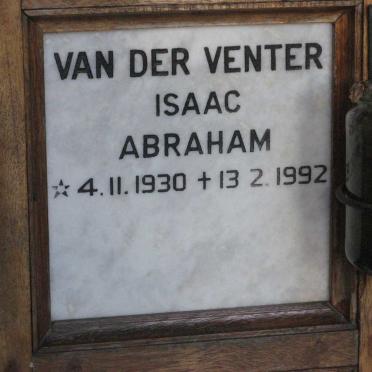 VAN DER VENTER
ISAAC
ABRAHAM
☆ 4.11.1930 + 13 2.1992